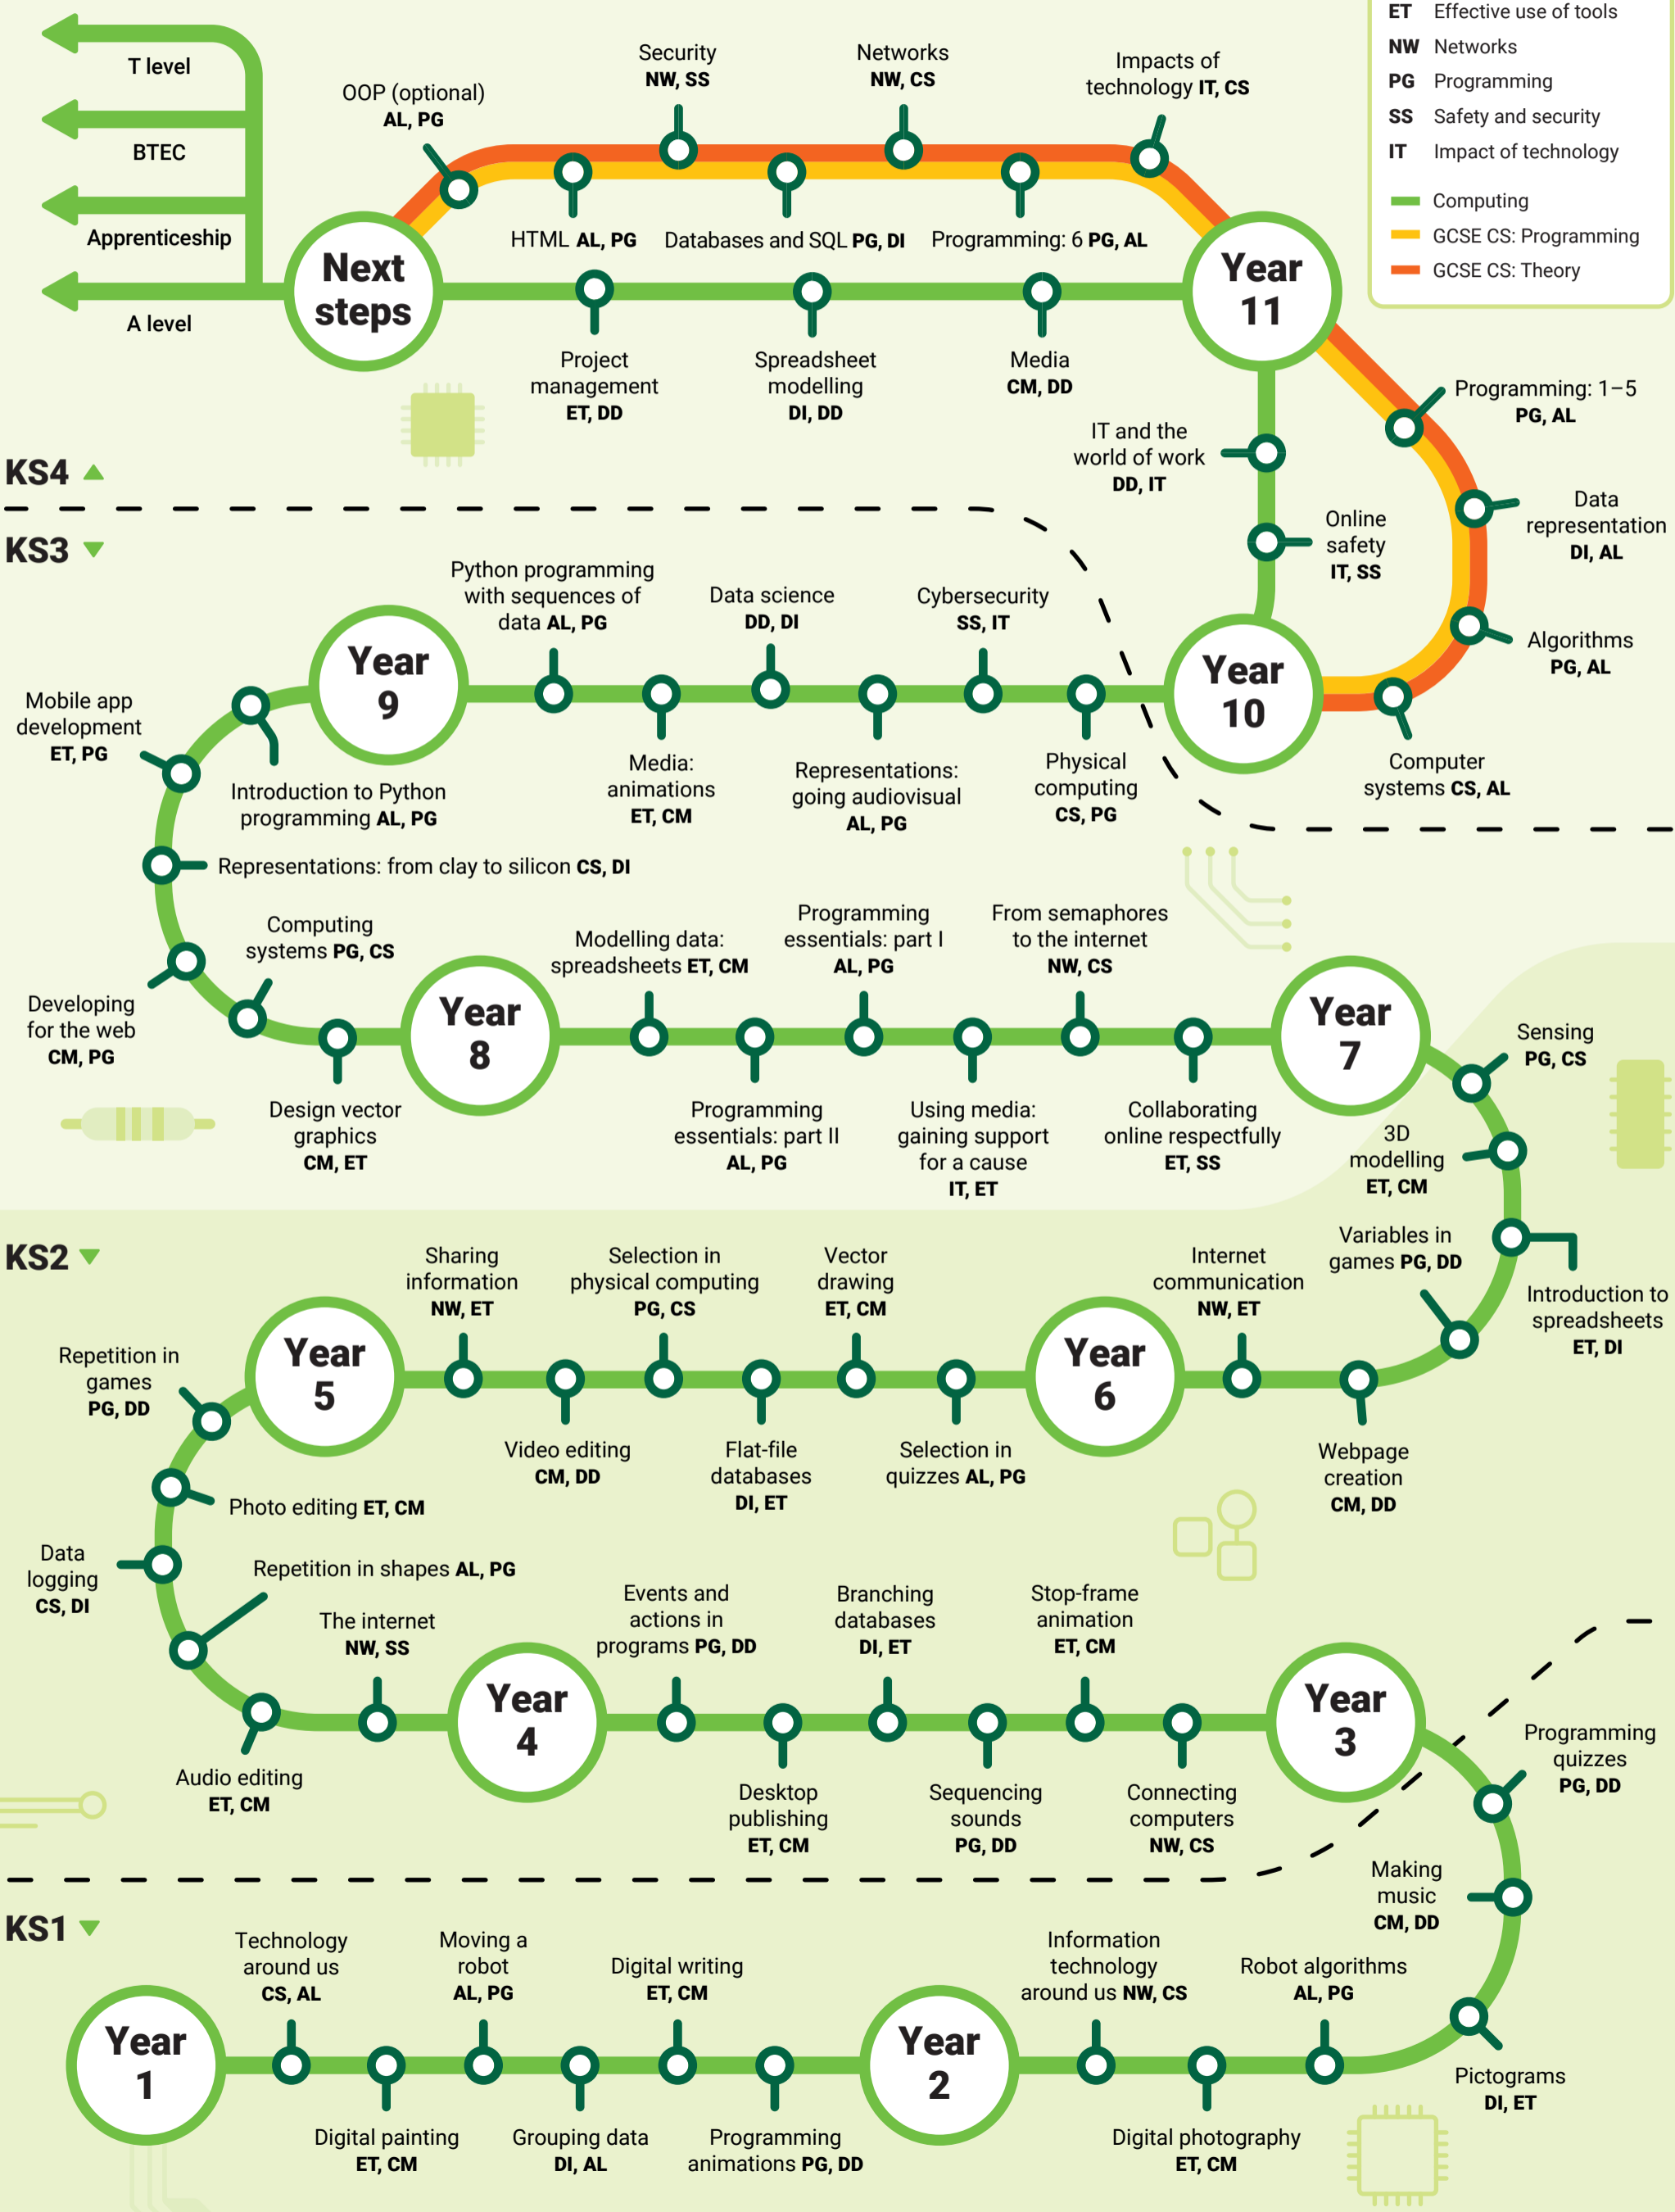 ET Effective use of tools
NW Networks
PG Programming
SS Safety and security
IT Impact of technology
Computing
GCSE CS: Programming
GCSE CS: Theory
T level
BTEC
Apprenticeship
A level
Next
steps
OOP (optional)
AL, PG
Security
NW, SS
Networks
NW, CS
Impacts of
technology IT, CS
HTML AL, PG
Databases and SQL PG, DI
Programming: 6 PG, AL
Year
11
Project
management
ET, DD
Spreadsheet
modelling
DI, DD
Media
CM, DD
Programming: 1–5
PG, AL
IT and the
world of work
DD, IT
Data
representation
DI, AL
Online
safety
IT, SS
Algorithms
PG, AL
Computer
systems CS, AL
KS4
KS3
Year
10
Python programming
with sequences of
data AL, PG
Data science
DD, DI
Cybersecurity
SS, IT
Year
9
Media:
animations
ET, CM
Representations:
going audiovisual
AL, PG
Physical
computing
CS, PG
Mobile app
development
ET, PG
Introduction to Python
programming AL, PG
Representations: from clay to silicon CS, DI
Computing
systems PG, CS
Developing
for the web
CM, PG
Design vector
graphics
CM, ET
Year
8
Modelling data:
spreadsheets ET, CM
Programming
essentials: part I
AL, PG
From semaphores
to the internet
NW, CS
Programming
essentials: part II
AL, PG
Using media:
gaining support
for a cause
IT, ET
Collaborating
online respectfully
ET, SS
Year
7
Sensing
PG, CS
3D
modelling
ET, CM
Variables in
games PG, DD
Introduction to
spreadsheets
ET, DI
KS2
Sharing
information
NW, ET
Selection in
physical computing
PG, CS
Vector
drawing
ET, CM
Internet
communication
NW, ET
Year
5
Year
6
Video editing
CM, DD
Flat-file
databases
DI, ET
Selection in
quizzes AL, PG
Webpage
creation
CM, DD
Repetition in
games
PG, DD
Photo editing ET, CM
Data
logging
CS, DI
Repetition in shapes AL, PG
The internet
NW, SS
Audio editing
ET, CM
Year
4
Events and
actions in
programs PG, DD
Branching
databases
DI, ET
Stop-frame
animation
ET, CM
Desktop
publishing
ET, CM
Sequencing
sounds
PG, DD
Connecting
computers
NW, CS
Year
3
Programming
quizzes
PG, DD
Making
music
CM, DD
Pictograms
DI, ET
KS1
Technology
around us
CS, AL
Moving a
robot
AL, PG
Digital writing
ET, CM
Information
technology
around us NW, CS
Robot algorithms
AL, PG
Year
1
Year
2
Digital painting
ET, CM
Grouping data
DI, AL
Programming
animations PG, DD
Digital photography
ET, CM